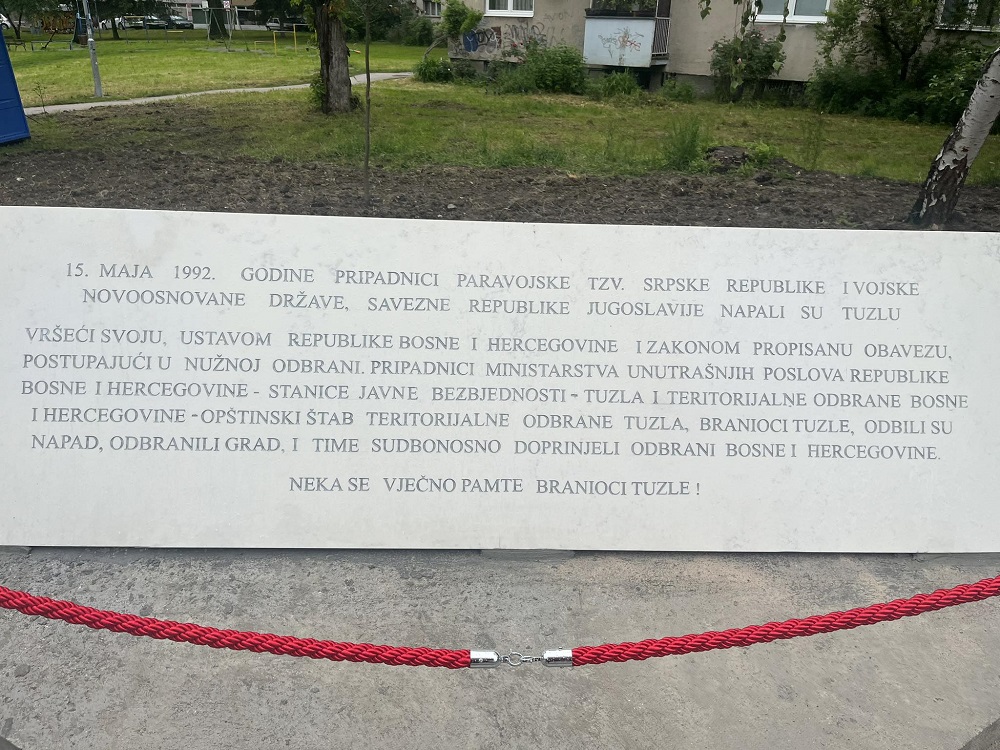 15. MAJA 1992. GODINE PRIPADNICI PARAVOJSKE TZV. SRPSKE REPUBLIKE I VOJSKE
NOVOOSNOVANE DRŽAVE, SAVEZNE REPUBLIKE JUGOSLAVIJE NAPALI SU TUZLU
VRŠEĆI SVOJU, USTAVOM REPUBLIKE BOSNE I HERCEGOVINE I ZAKONOM PROPISANU OBAVEZU,
POSTUPAJUĆI U NUŽNOJ ODBRANI. PRIPADNICI MINISTARSTVA UNUTRAŠNJIH POSLOVA REPUBLIKE
BOSNE I HERCEGOVINE - STANICE JAVNE BEZBJEDNOSTI - TUZLA I TERITORIJALNE ODBRANE BOSNE
I HERCEGOVINE - OPŠTINSKI ŠTAB TERITORIJALNE ODBRANE TUZLA, BRANIOCI TUZLE, ODBILI SU
NAPAD, ODBRANILI GRAD, I TIME SUDBONOSNO DOPRINJELI ODBRANI BOSNE I HERCEGOVINE.
NEKA SE VJEČNO PAMTE BRANIOCI TUZLE !